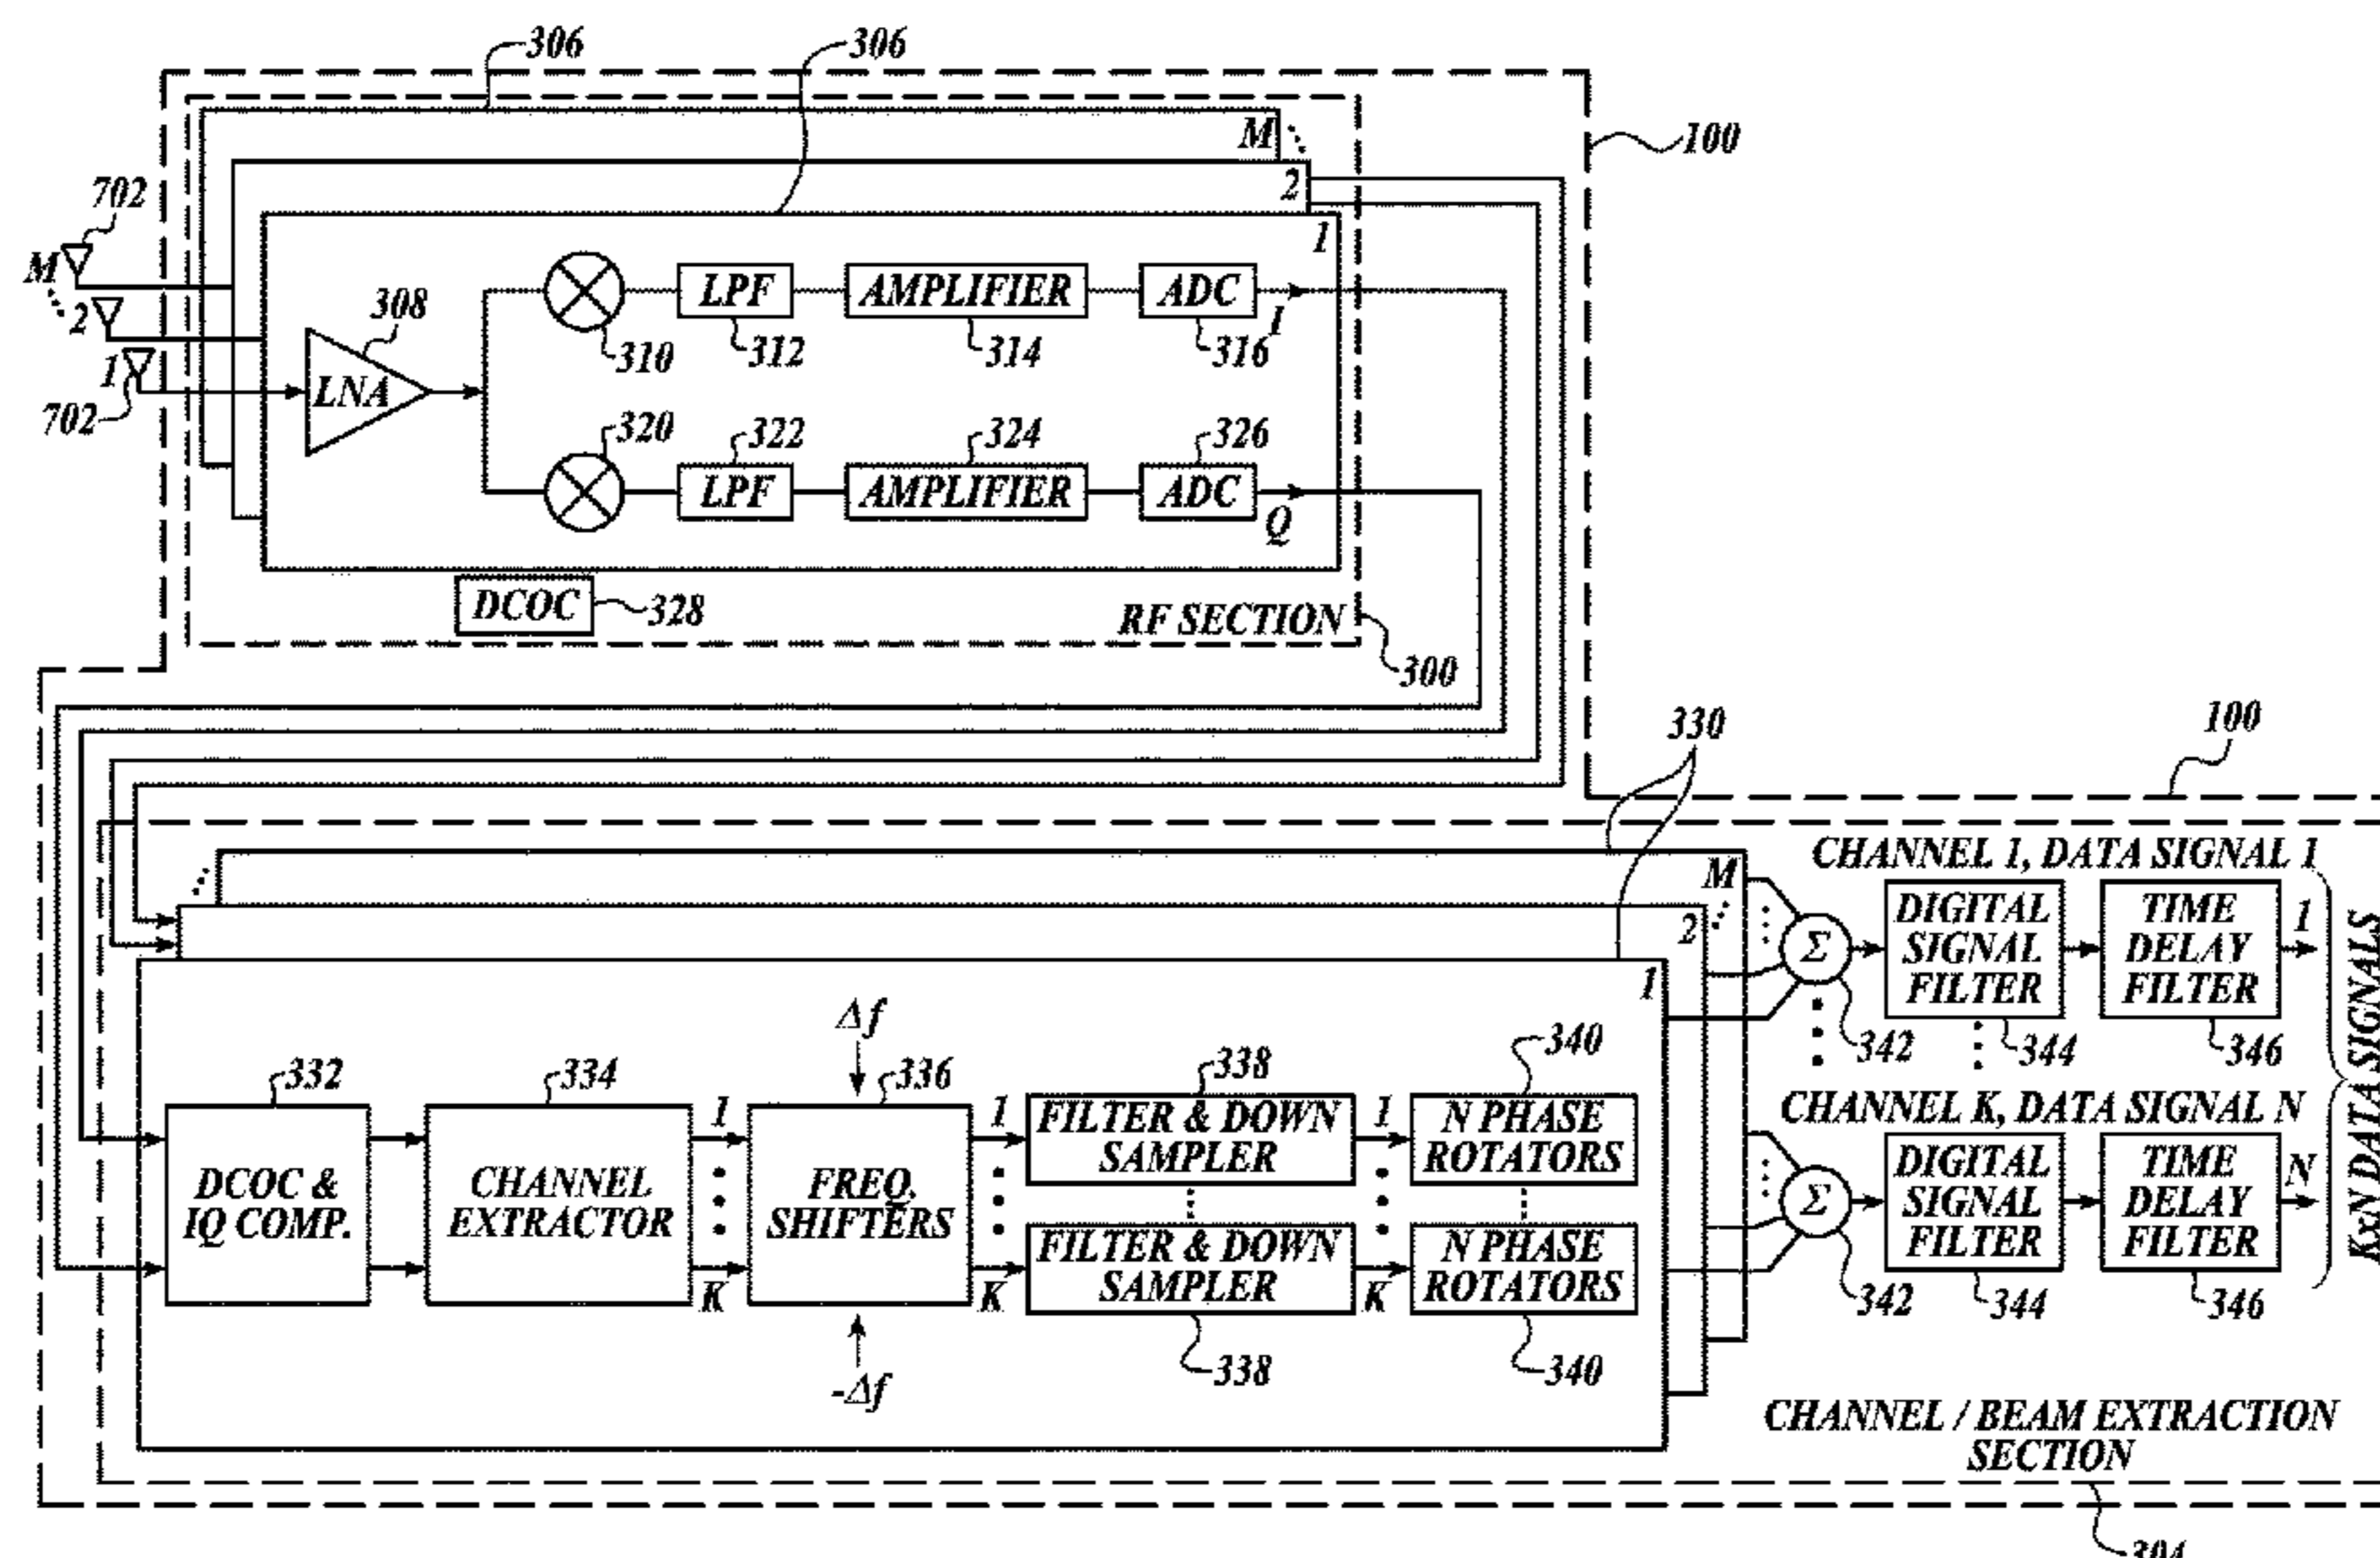 306
306
M
100
2
702
1
M
LPF
AMPLIFIER
ADC
308
I
2
310
312
314
316
1
LNA
702
320
322
324
326
LPF
AMPLIFIER
ADC
Q
DCOC
328
RF SECTION
300
330
100
CHANNEL 1, DATA SIGNAL 1
M
2
DIGITAL
SIGNAL
FILTER
TIME
DELAY
FILTER
1
Σ
1
342
344
346
Δf
332
334
336
338
340
CHANNEL K, DATA SIGNAL N
DCOC &
IQ COMP.
CHANNEL
EXTRACTOR
1
K
FREQ.
SHIFTERS
1
K
FILTER & DOWN
SAMPLER
1
N PHASE
ROTATORS
FILTER & DOWN
SAMPLER
K
N PHASE
ROTATORS
Σ
DIGITAL
SIGNAL
FILTER
TIME
DELAY
FILTER
N
KxN DATA SIGNALS
342
344
346
338
340
-Δf
CHANNEL / BEAM EXTRACTION
SECTION
304